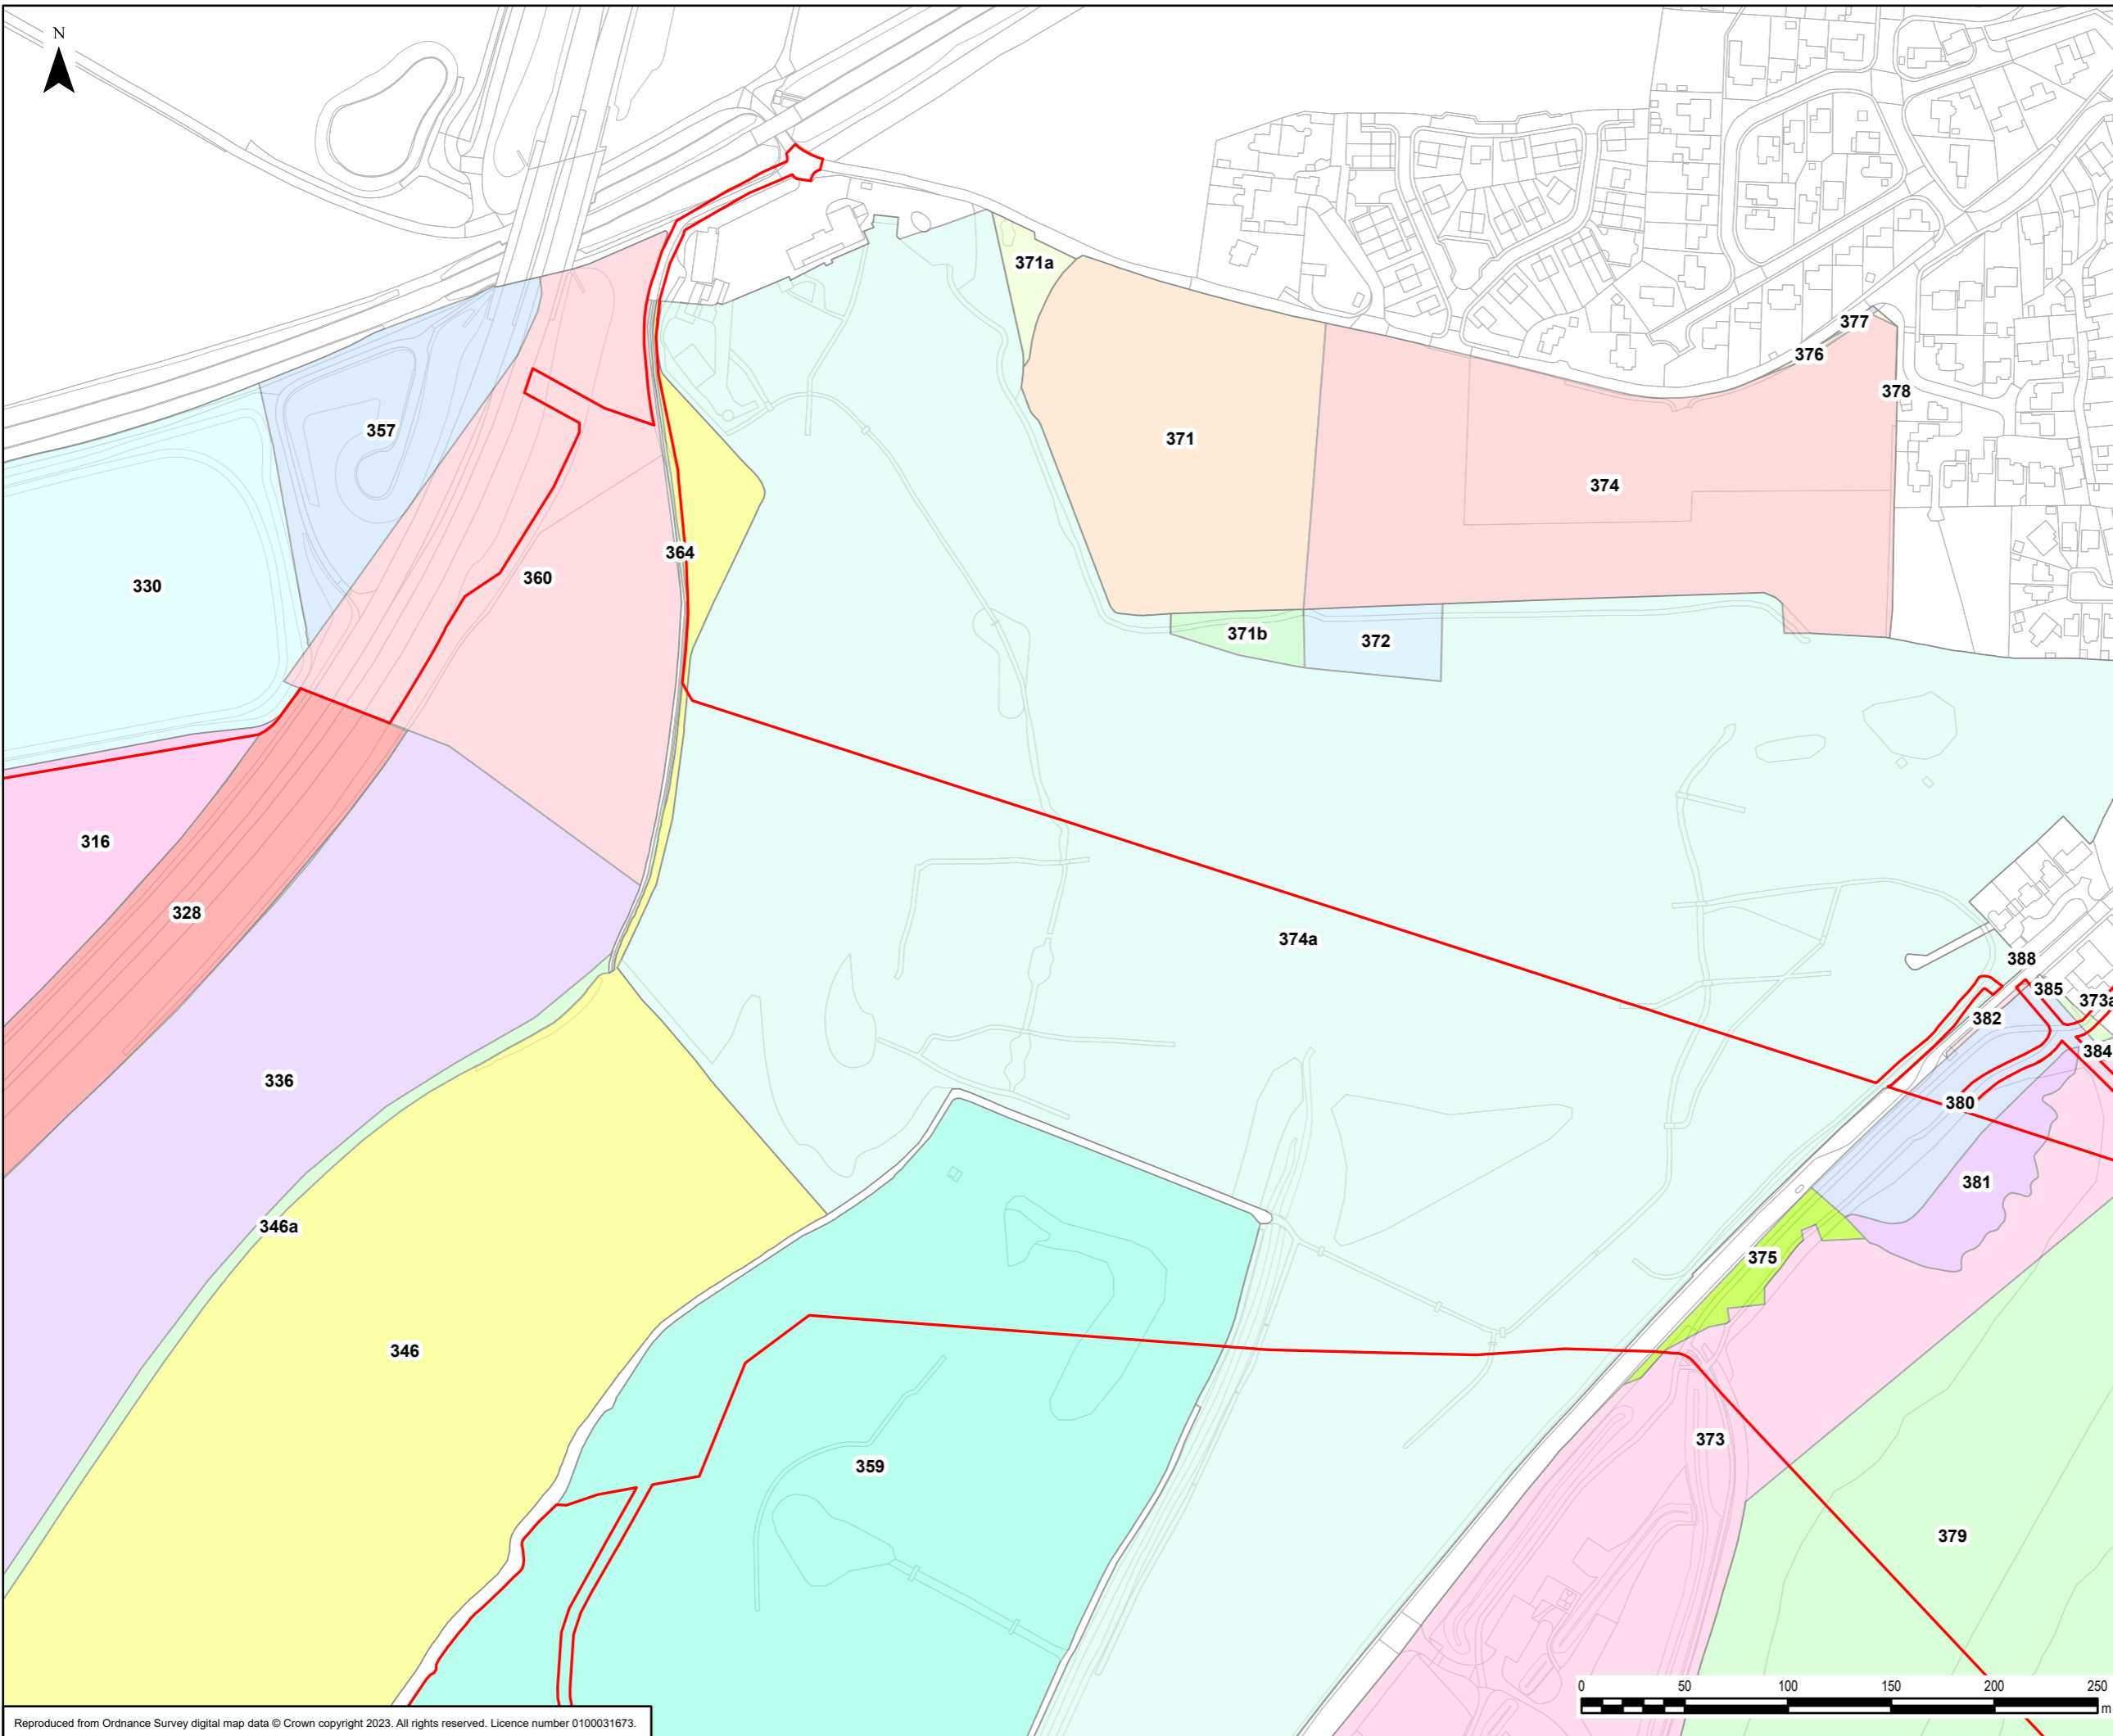 N
371a
377
376
378
357
371
374
364
360
330
371b
372
316
328
374a
388
385
373a
382
384
336
380
381
346a
375
346
373
359
379
0 50 100 150 200 250
m
Reproduced from Ordnance Survey digital map data © Crown copyright 2023. All rights reserved. Licence number 0100031673.